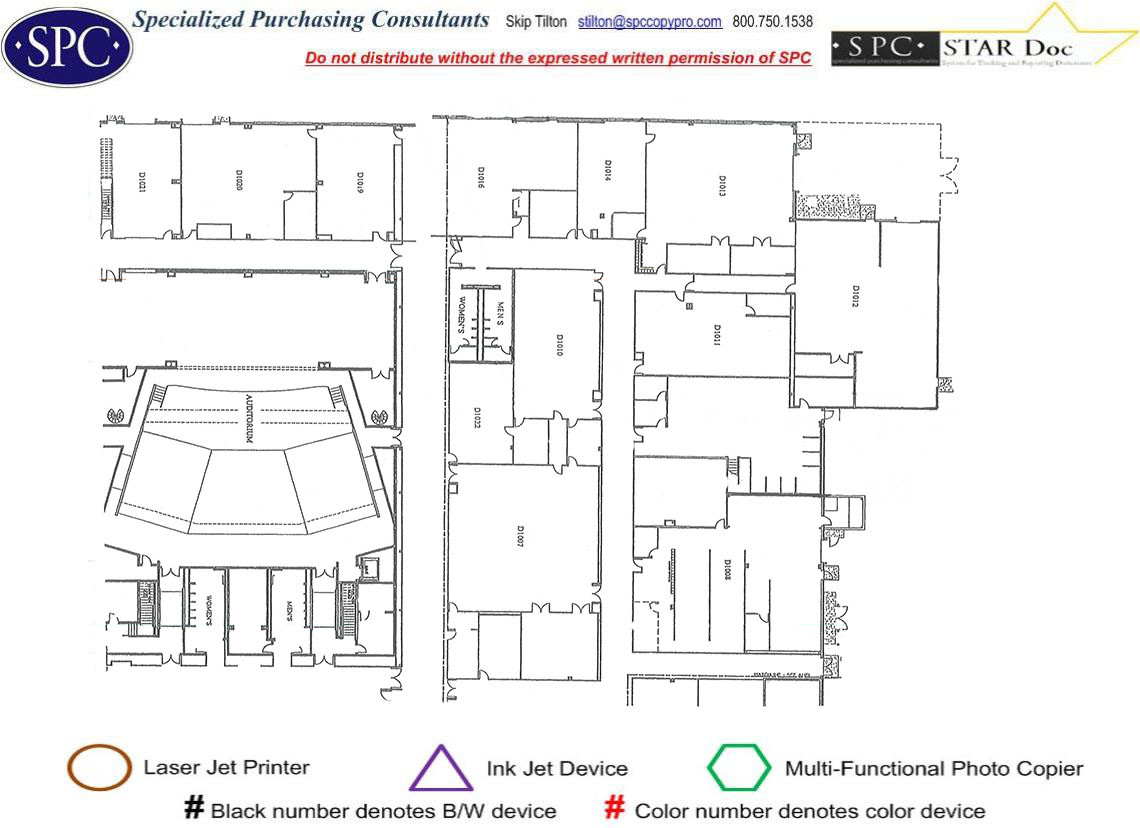 SPC
Specialized Purchasing Consultants Skip Tilton stilton@spccopypro.com 800.750.1538
Do not distribute without the expressed written permission of SPC
• S P C • STAR Doc
specialized purchasing consultants System for Tracking and Reporting Documents
D1021
D1020
D1019
D1016
D1014
D1013
D1012
WOMEN'S
MEN'S
D1010
D1011
AUDITORIUM
D1022
D1007
D1008
WOMEN'S
MEN'S
Laser Jet Printer
Ink Jet Device
Multi-Functional Photo Copier
# Black number denotes B/W device
# Color number denotes color device